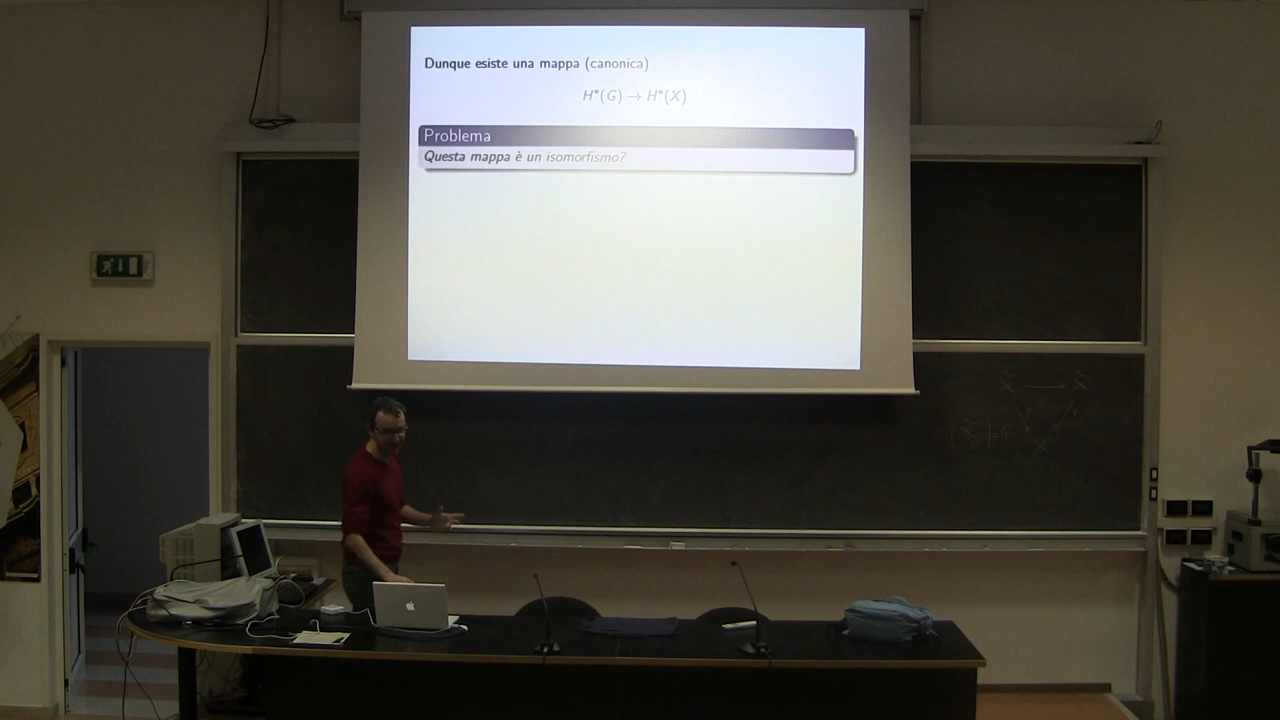 Dunque esiste una mappa (canonica)
H*(G) → H*(X)
Problema
Questa mappa è un isomorfismo?